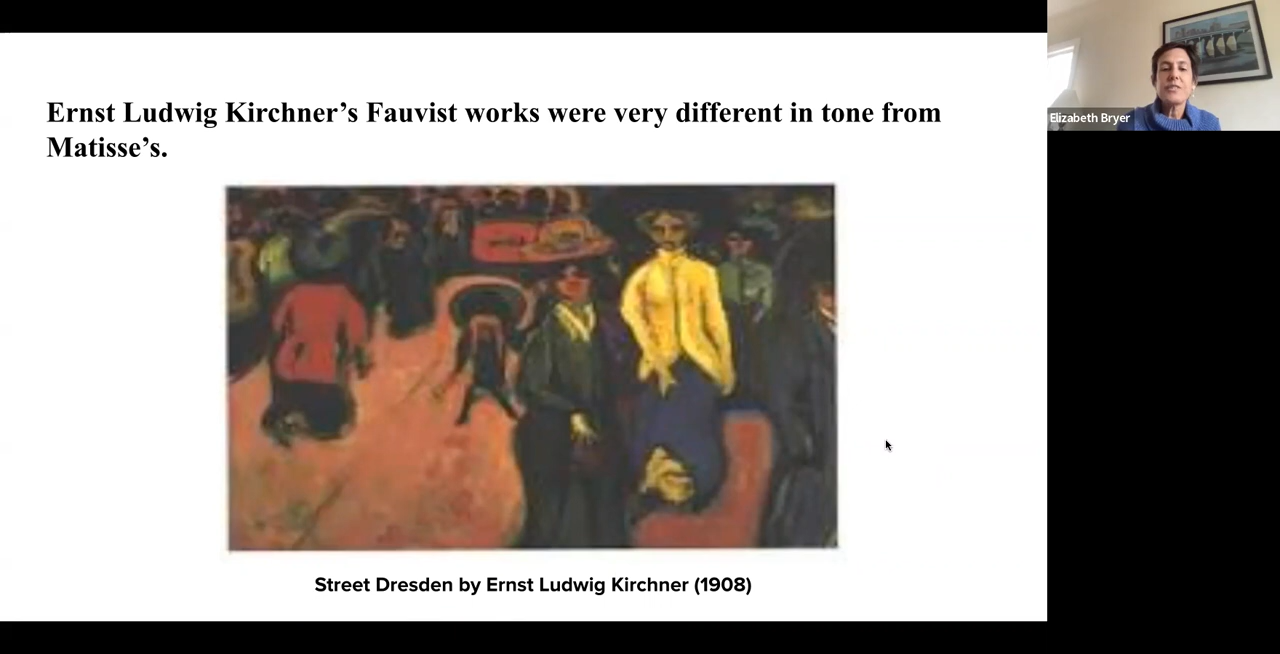 Ernst Ludwig Kirchner’s Fauvist works were very different in tone from
Matisse’s.
Street Dresden by Ernst Ludwig Kirchner (1908)
Elizabeth Bryer